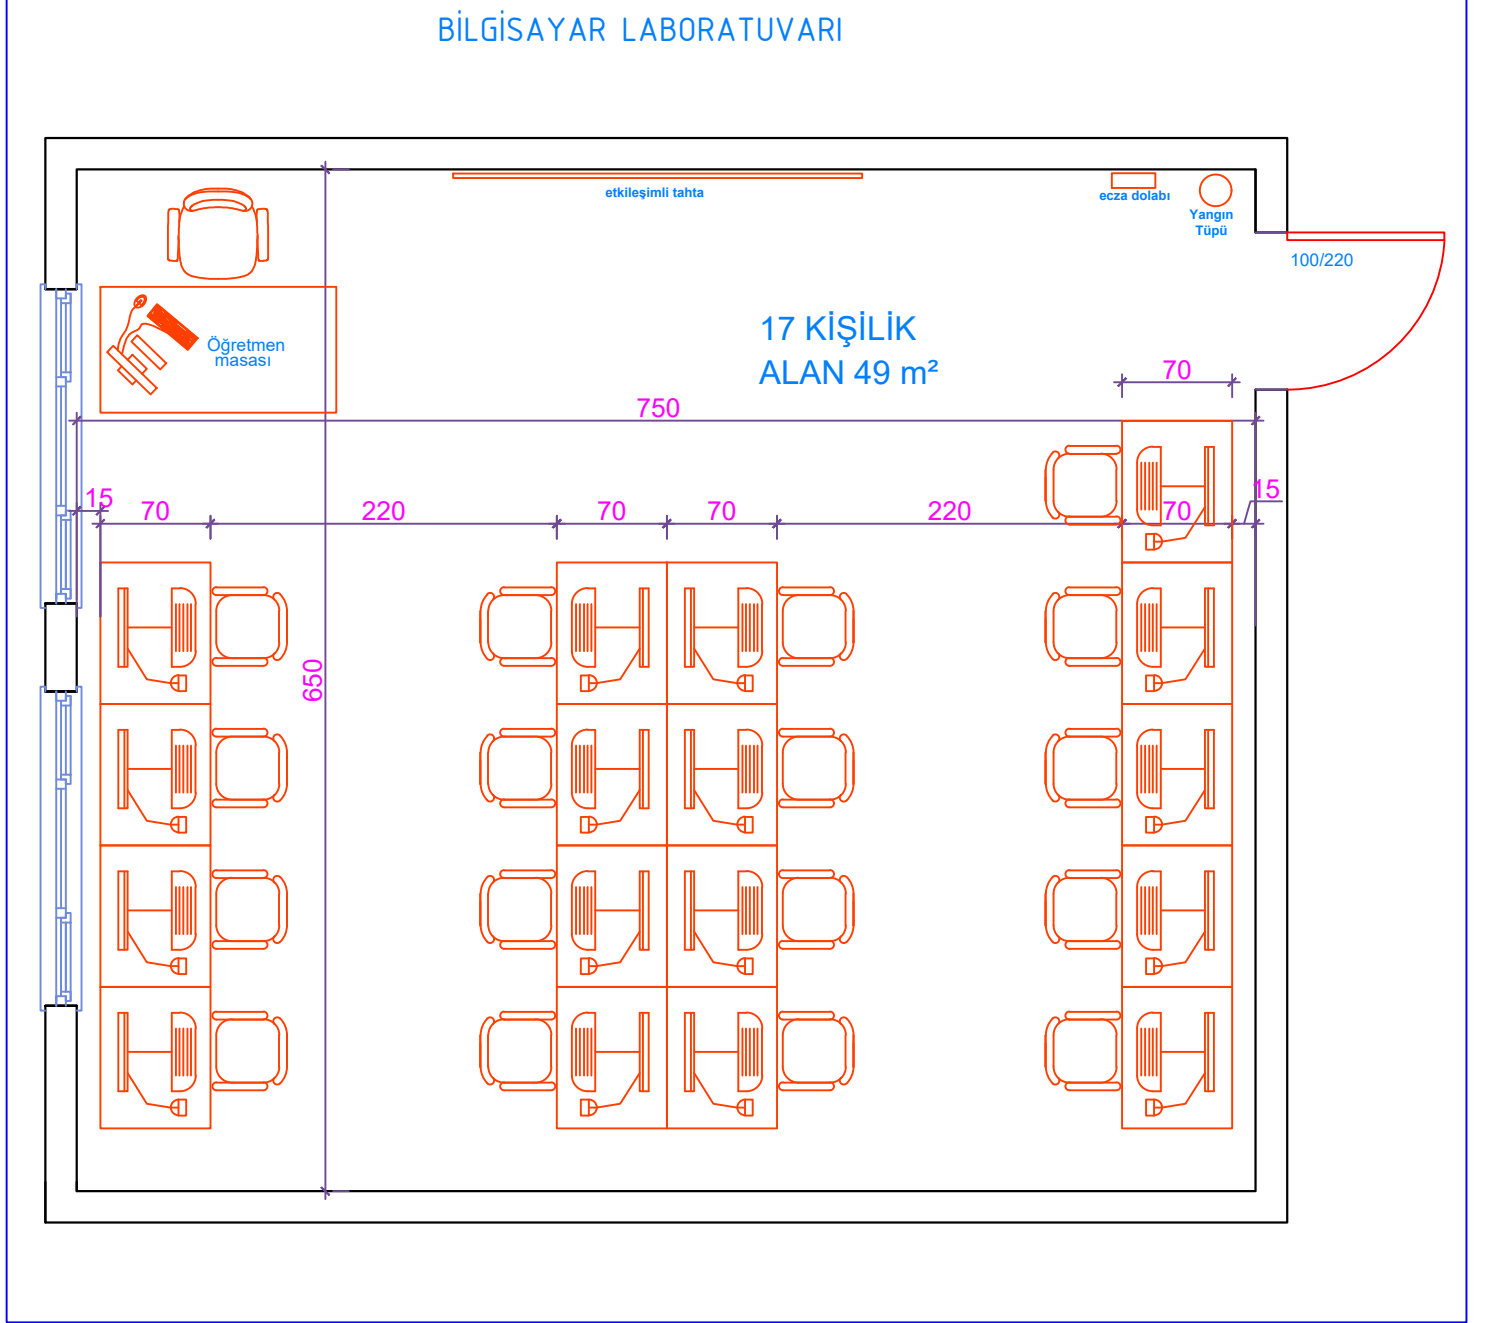 BİLGİSAYAR LABORATUVARI
etkileşimli tahta
ecza dolabı
Yangın
Tüpü
100/220
17 KİŞİLİK
ALAN 49 m²
Öğretmen
masası
70
750
15
70
220
70
70
220
70
15
650